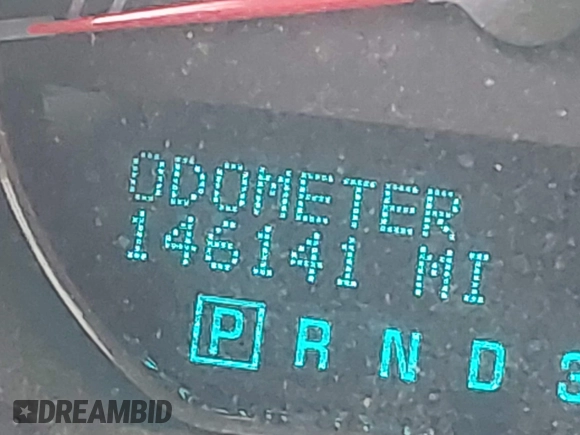 ODOMETER
146141 MI
P R N D 3
DREAMBID